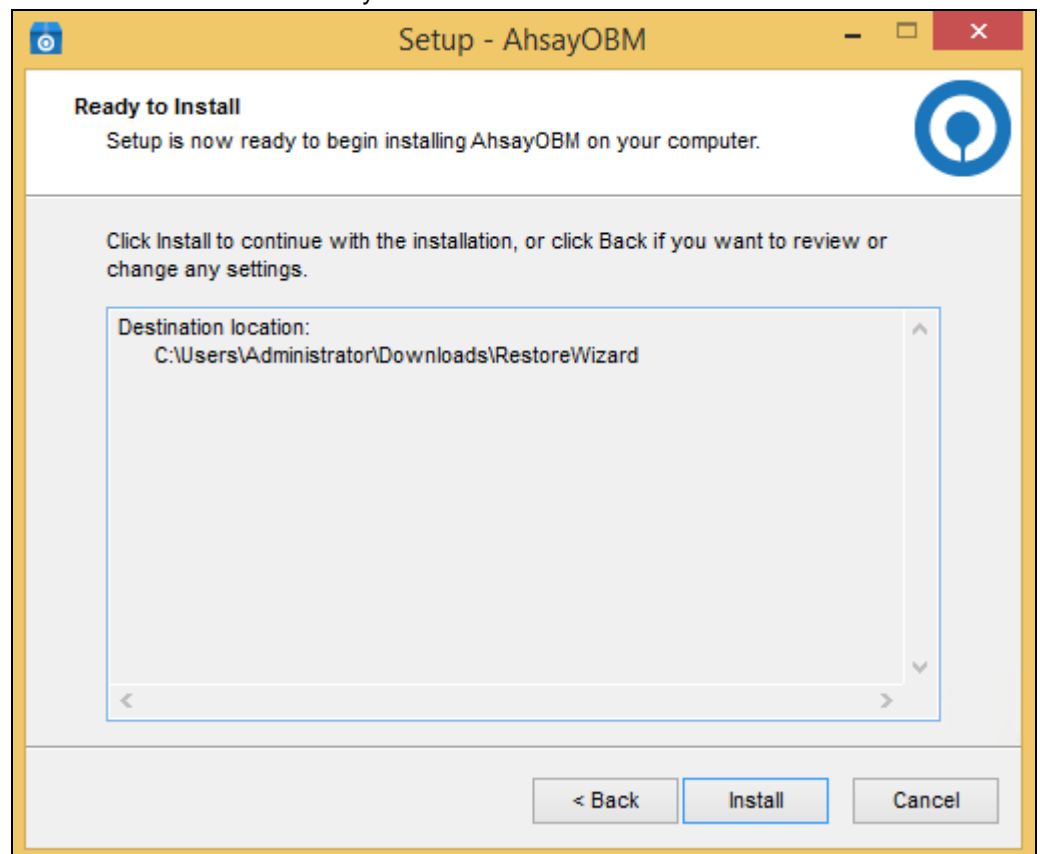 Setup - AhsayOBM
Ready to Install
Setup is now ready to begin installing AhsayOBM on your computer.
Click Install to continue with the installation, or click Back if you want to review or
change any settings.
Destination location:
C:\Users\Administrator\Downloads\RestoreWizard
< Back
Install
Cancel